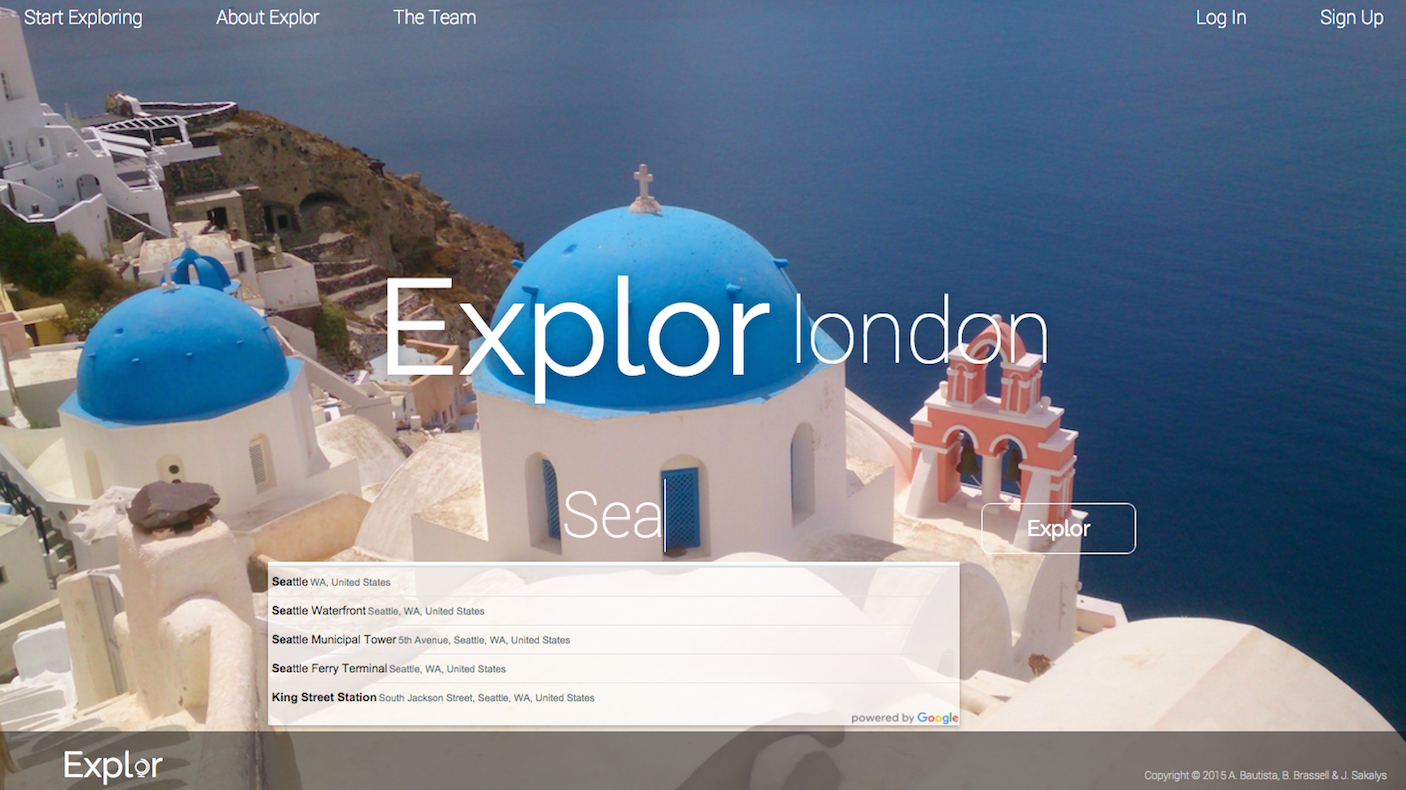 Start Exploring About Explor The Team Log In Sign Up
Explor london
Sea
Explor
Seattle WA, United States
Seattle Waterfront Seattle, WA, United States
Seattle Municipal Tower 5th Avenue, Seattle, WA, United States
Seattle Ferry Terminal Seattle, WA, United States
King Street Station South Jackson Street, Seattle, WA, United States
powered by Google
Explor
Copyright © 2015 A. Bautista, B. Brassell & J. Sakalys